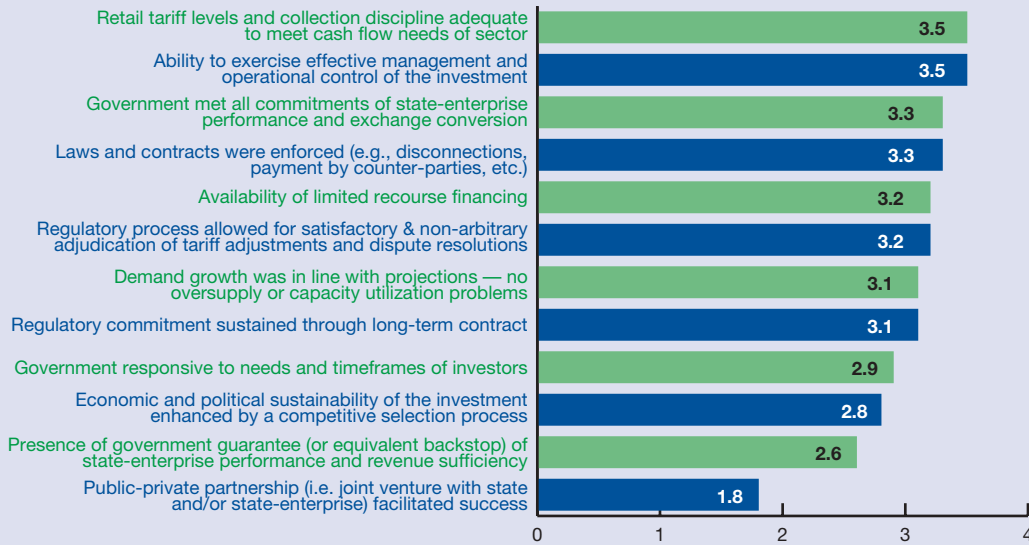 Retail tariff levels and collection discipline adequate
to meet cash flow needs of sector
3.5
Ability to exercise effective management and
operational control of the investment
3.5
Government met all commitments of state-enterprise
performance and exchange conversion
3.3
Laws and contracts were enforced (e.g., disconnections,
payment by counter-parties, etc.)
3.3
Availability of limited recourse financing
3.2
Regulatory process allowed for satisfactory & non-arbitrary
adjudication of tariff adjustments and dispute resolutions
3.2
Demand growth was in line with projections — no
oversupply or capacity utilization problems
3.1
Regulatory commitment sustained through long-term contract
3.1
Government responsive to needs and timeframes of investors
2.9
Economic and political sustainability of the investment
enhanced by a competitive selection process
2.8
Presence of government guarantee (or equivalent backstop) of
state-enterprise performance and revenue sufficiency
2.6
Public-private partnership (i.e. joint venture with state
and/or state-enterprise) facilitated success
1.8
0 1 2 3 4